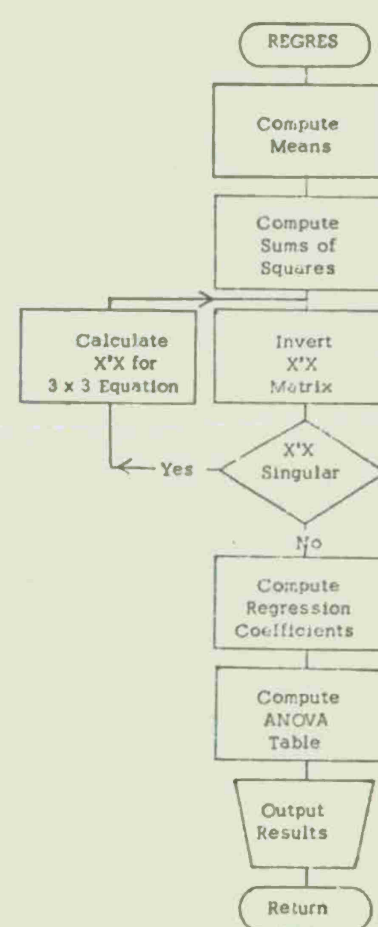 REGRES
Compute
Means
Compute
Sums of
Squares
Calculate
X'X for
3 x 3 Equation
Invert
X'X
Matrix
X'X
Singular
Yes
No
Compute
Regression
Coefficients
Compute
ANOVA
Table
Output
Results
Return